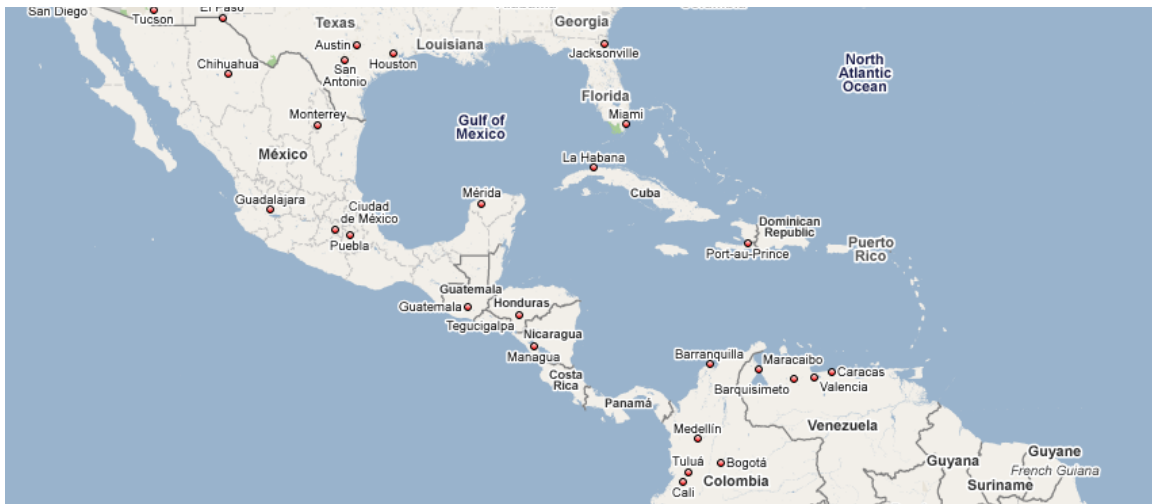 San Diego
Tucson
El Paso
Texas
Georgia
Austin
Louisiana
Jacksonville
Chihuahua
San
Antonio
Houston
North
Atlantic
Ocean
Florida
Monterrey
Miami
Gulf of
Mexico
México
La Habana
Cuba
Mérida
Guadalajara
Ciudad
de México
Puebla
Dominican
Republic
Port-au-Prince
Puerto
Rico
Guatemala
Guatemala
Honduras
Tegucigalpa
Nicaragua
Managua
Costa
Rica
Panamá
Barranquilla
Maracaibo
Caracas
Barquisimeto
Valencia
Venezuela
Medellín
Bogotá
Tuluá
Cali
Colombia
Guyana
Guyane
French Guiana
Suriname